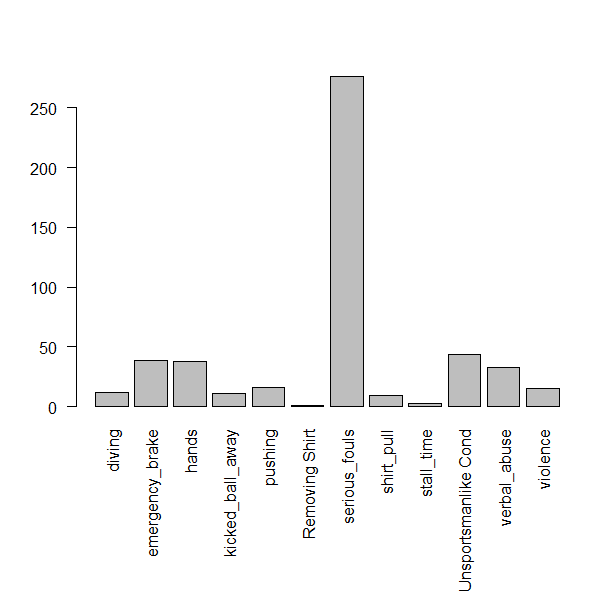 250
200
150
100
50
0
diving
emergency_brake
hands
kicked_ball_away
pushing
Removing Shirt
serious_fouls
shirt_pull
stall_time
Unsportsmanlike Cond
verbal_abuse
violence